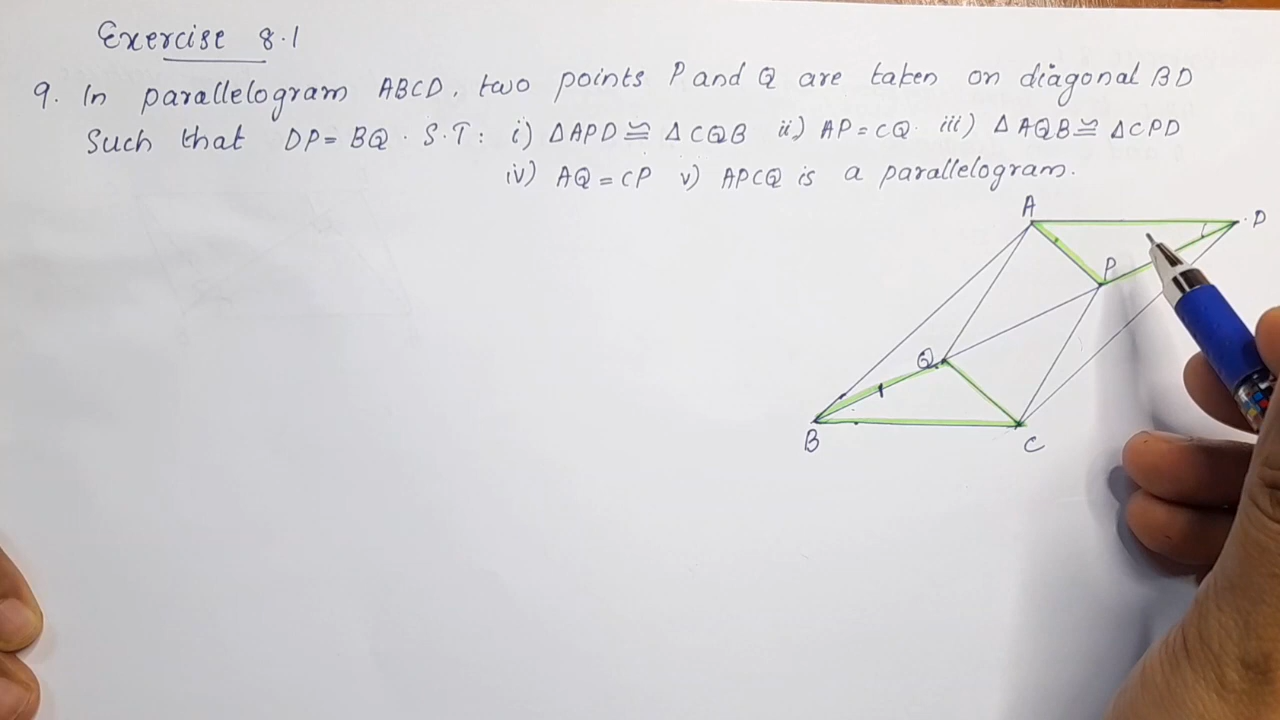 Exercise 8.1
9. In parallelogram ABCD, two points P and Q are taken on diagonal BD
Such that DP = BQ. S.T: i) ΔAPD ≅ ΔCQB ii) AP = CQ. iii) ΔAQB ≅ ΔCPD
iv) AQ = CP v) APCQ is a parallelogram.
A
D
P
Q
B
C